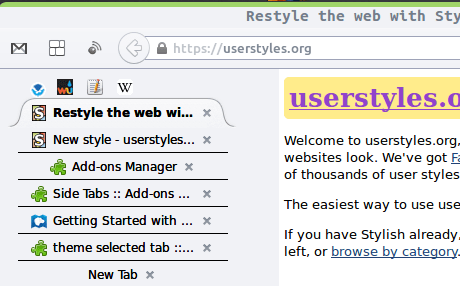 Restyle the web with Sty
https://userstyles.org
W
Restyle the web wi...
New style - userstyles...
Add-ons Manager
Side Tabs :: Add-ons ...
Getting Started with ...
theme selected tab ::...
New Tab
userstyles.o
Welcome to userstyles.org,
websites look. We've got Fa
of thousands of user styles
The easiest way to use use
If you have Stylish already,
left, or browse by category.